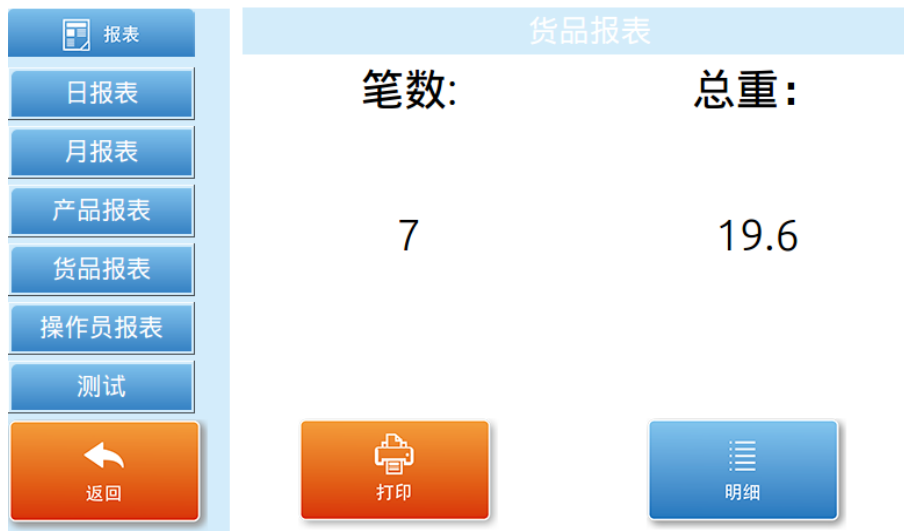 报表
日报表
月报表
产品报表
货品报表
操作员报表
测试
返回
货品报表
笔数: 总重：
7 19.6
打印 明细